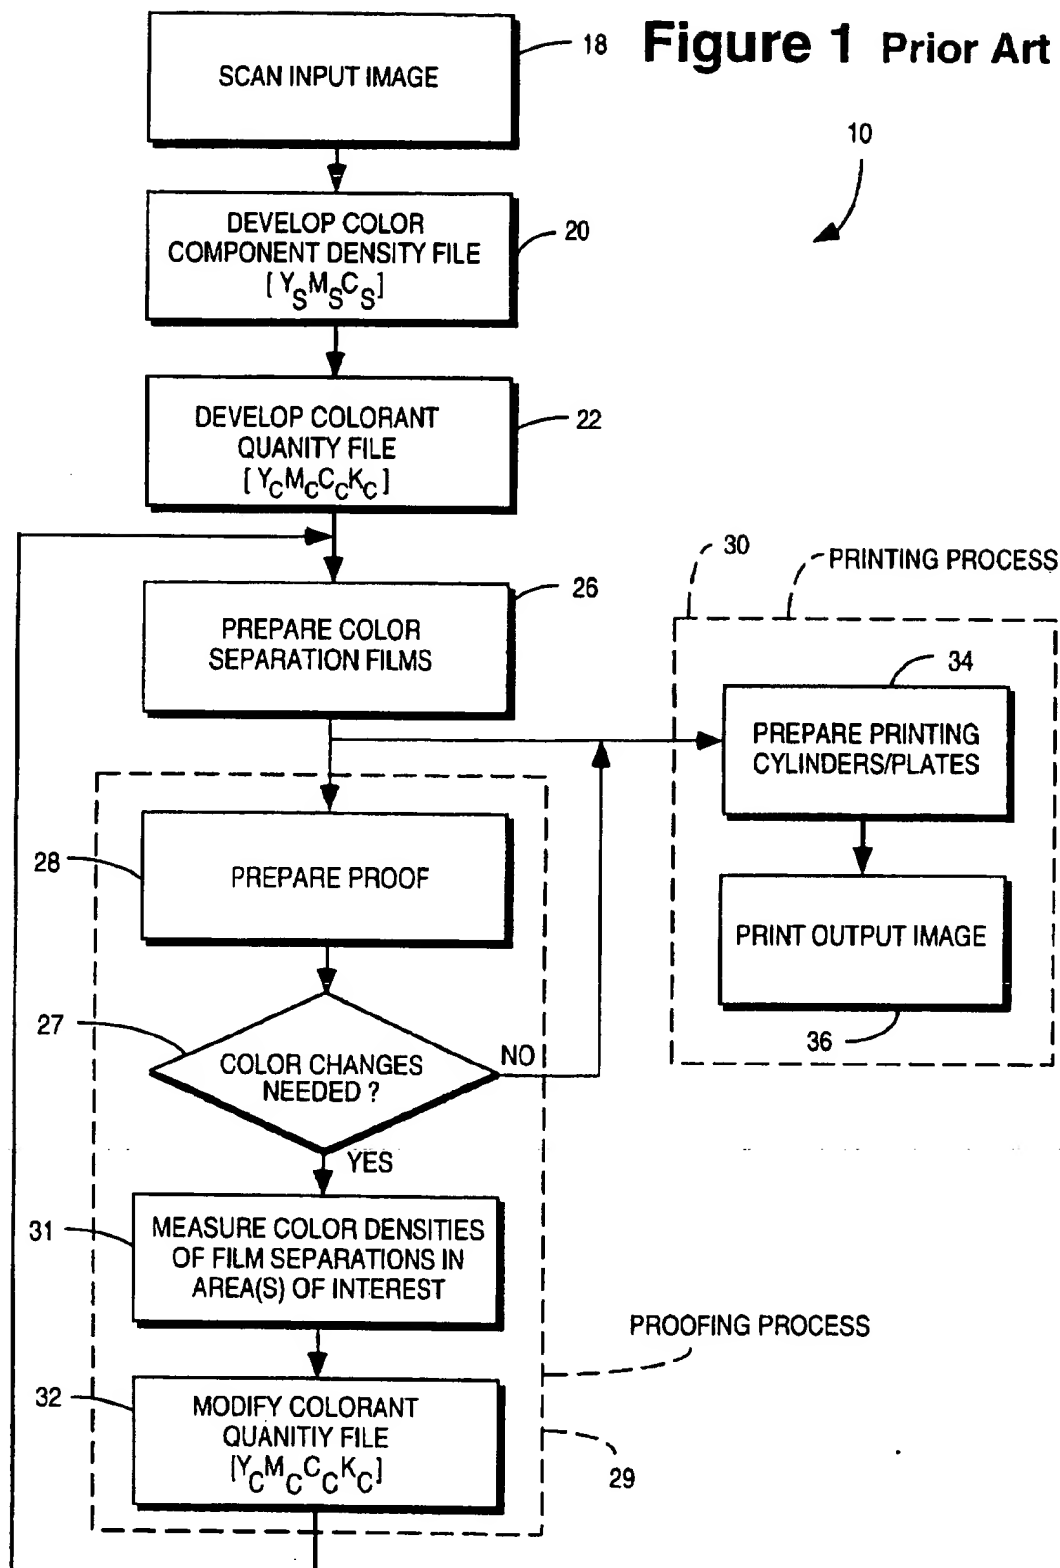 Figure 1 Prior Art
10
18
SCAN INPUT IMAGE
20
DEVELOP COLOR
COMPONENT DENSITY FILE
[ YSMSCS]
22
DEVELOP COLORANT
QUANITY FILE
[ YCMCCCKC]
26
PREPARE COLOR
SEPARATION FILMS
30
PRINTING PROCESS
34
PREPARE PRINTING
CYLINDERS/PLATES
PRINT OUTPUT IMAGE
36
28
PREPARE PROOF
27
COLOR CHANGES
NEEDED ?
NO
YES
31
MEASURE COLOR DENSITIES
OF FILM SEPARATIONS IN
AREA(S) OF INTEREST
PROOFING PROCESS
32
MODIFY COLORANT
QUANITIY FILE
[YCMCCCKC]
29